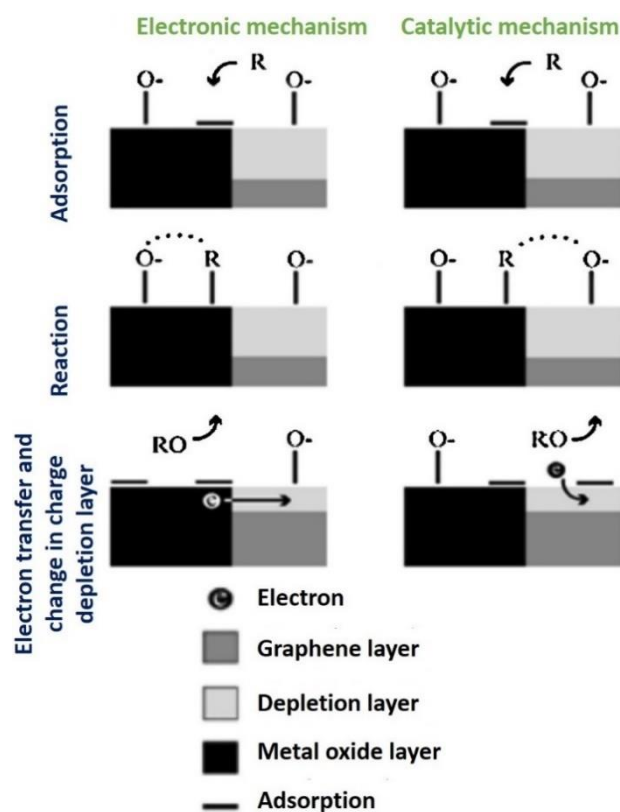 Electronic mechanism Catalytic mechanism
Adsorption
O- R O- O- R O-
Reaction
O- R O- O- R O-
Electron transfer and
change in charge
depletion layer
RO O- O- RO
e e
e Electron
Graphene layer
Depletion layer
Metal oxide layer
Adsorption